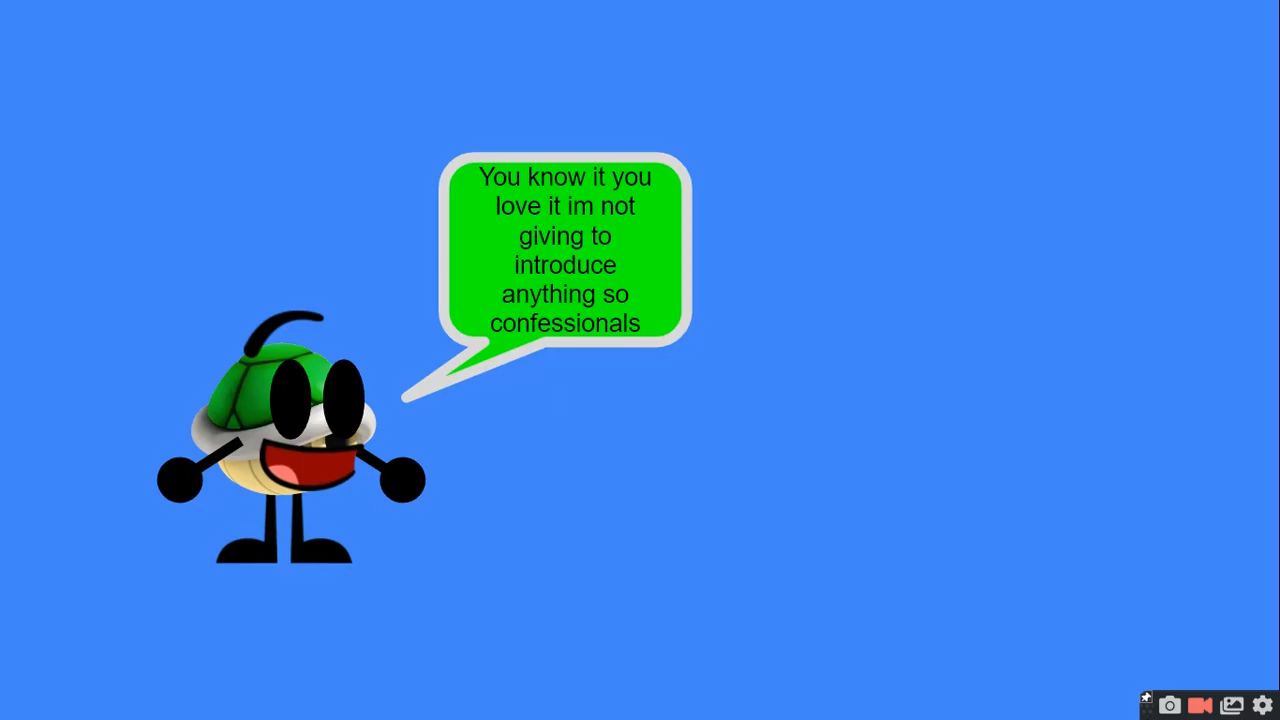 You know it you
love it im not
giving to
introduce
anything so
confessionals